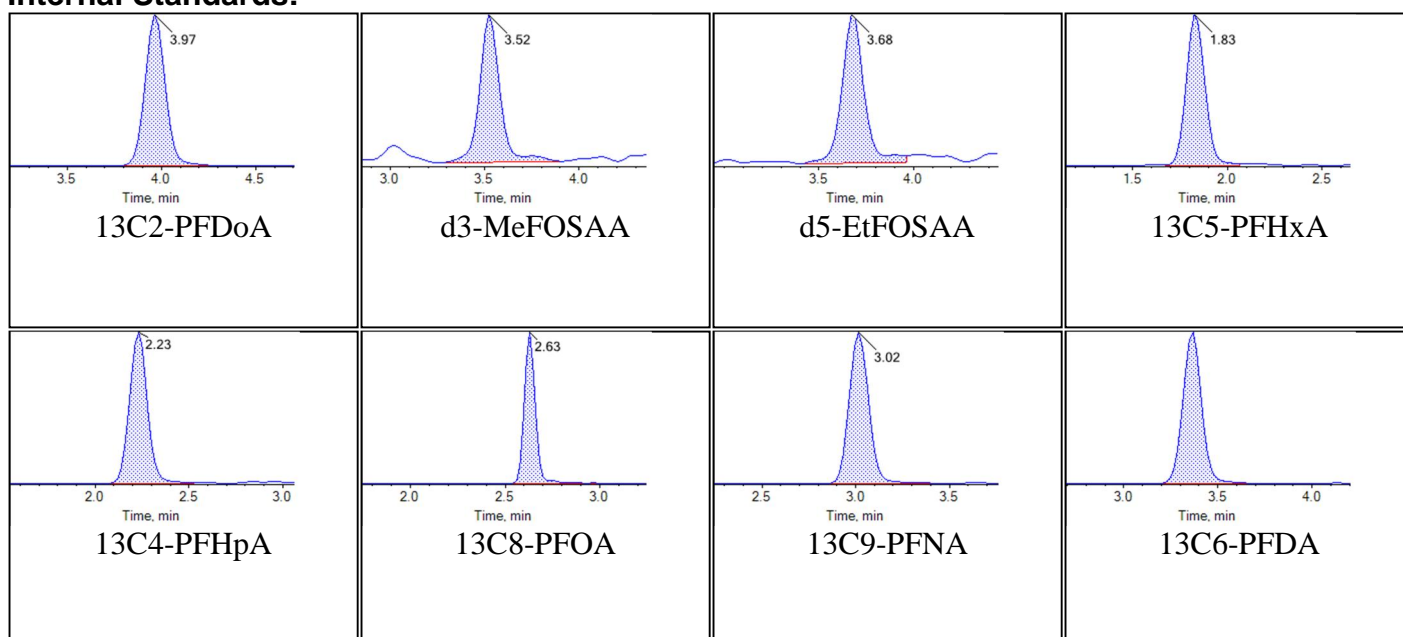 Internal Standards:
3.97
3.5 4.0 4.5
Time, min
13C2-PFDoA
3.52
3.0 3.5 4.0
Time, min
d3-MeFOSAA
3.68
3.5 4.0
Time, min
d5-EtFOSAA
1.83
1.5 2.0 2.5
Time, min
13C5-PFHxA
2.23
2.0 2.5 3.0
Time, min
13C4-PFHpA
2.63
2.0 2.5 3.0
Time, min
13C8-PFOA
3.02
2.5 3.0 3.5
Time, min
13C9-PFNA
3.0 3.5 4.0
Time, min
13C6-PFDA